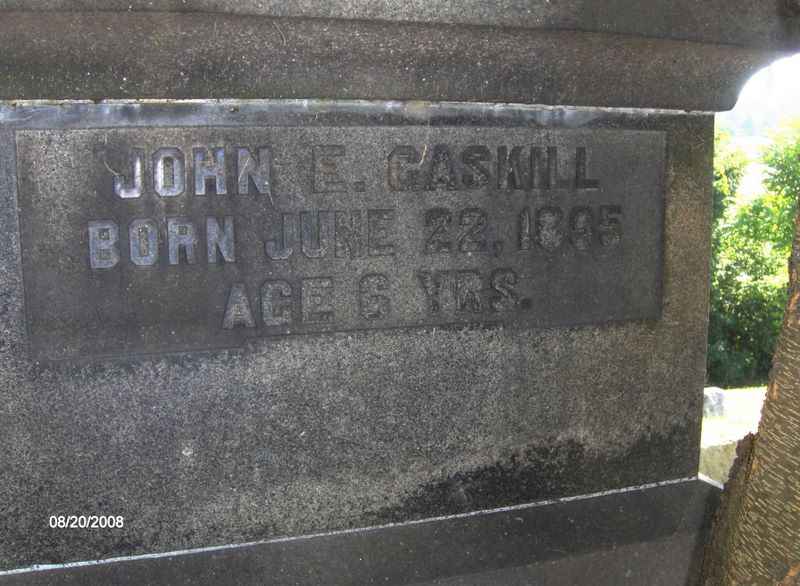 JOHN E. GASKILL
BORN JUNE 22, 1895
AGE 6 YRS.
08/20/2008